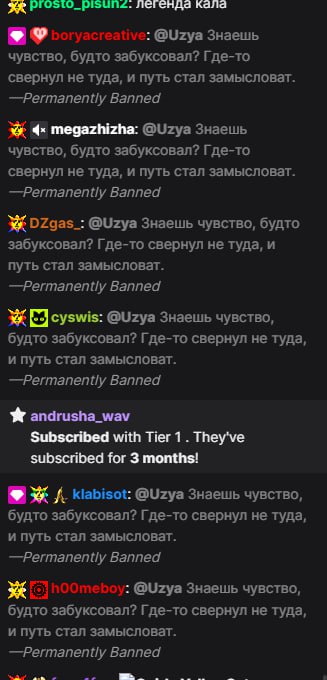 prosto_pisun2: легенда кала
boryacreative: @Uzya Знаешь
чувство, будто забуксовал? Где-то
свернул не туда, и путь стал замысловат.
—Permanently Banned
megazhizha: @Uzya Знаешь
чувство, будто забуксовал? Где-то
свернул не туда, и путь стал замысловат.
—Permanently Banned
DZgas_: @Uzya Знаешь чувство, будто
забуксовал? Где-то свернул не туда, и
путь стал замысловат.
—Permanently Banned
cyswis: @Uzya Знаешь чувство,
будто забуксовал? Где-то свернул не туда,
и путь стал замысловат.
—Permanently Banned
andrusha_wav
Subscribed with Tier 1 . They've
subscribed for 3 months!
klabisot: @Uzya Знаешь чувство,
будто забуксовал? Где-то свернул не туда,
и путь стал замысловат.
—Permanently Banned
h00meboy: @Uzya Знаешь чувство,
будто забуксовал? Где-то свернул не туда,
и путь стал замысловат.
—Permanently Banned